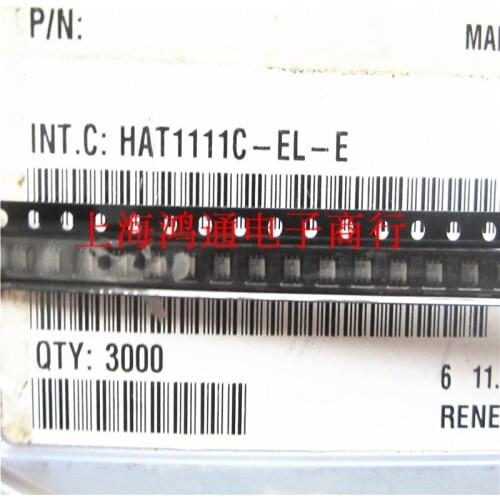 P/N:
MA
INT.C: HAT1111C-EL-E
上海鸿通电子商行
QTY: 3000
6 11.
RENE